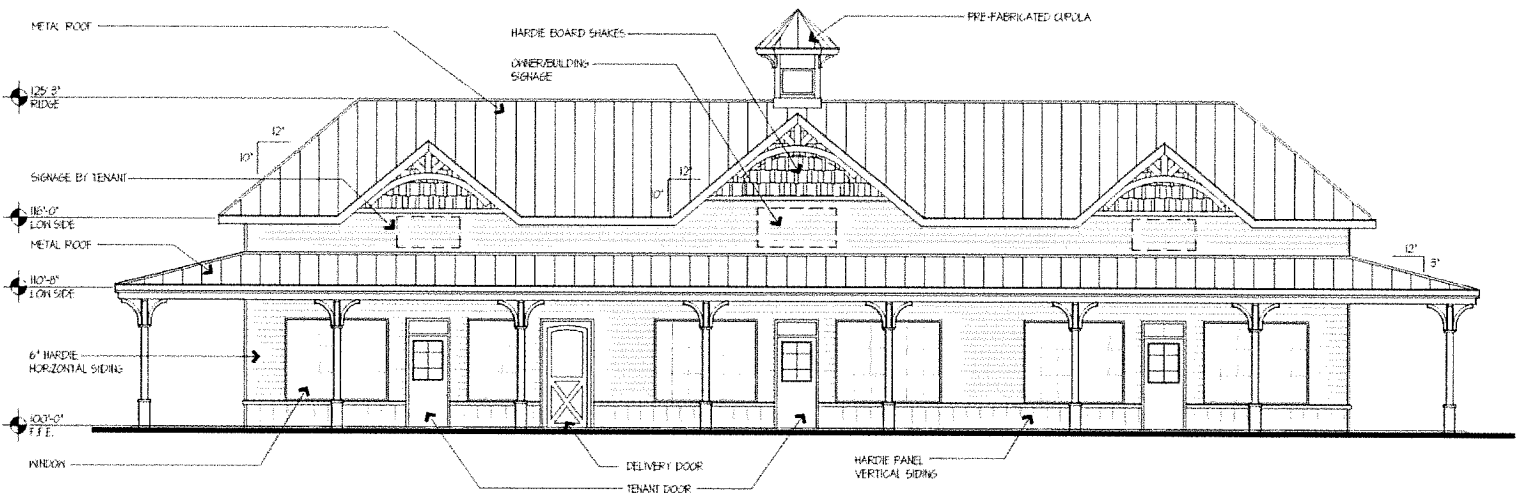 METAL ROOF
HARDIE BOARD SHAKES
PRE-FABRICATED CUPOLA
OWNER/BUILDING
SIGNAGE
125'-3"
RIDGE
12"
10"
SIGNAGE BY TENANT
12"
10"
116'-0"
LOW SIDE
METAL ROOF
12"
3"
110'-8"
LOW SIDE
6" HARDIE
HORIZONTAL SIDING
100'-0"
F.F.E.
WINDOW
DELIVERY DOOR
TENANT DOOR
HARDIE PANEL
VERTICAL SIDING